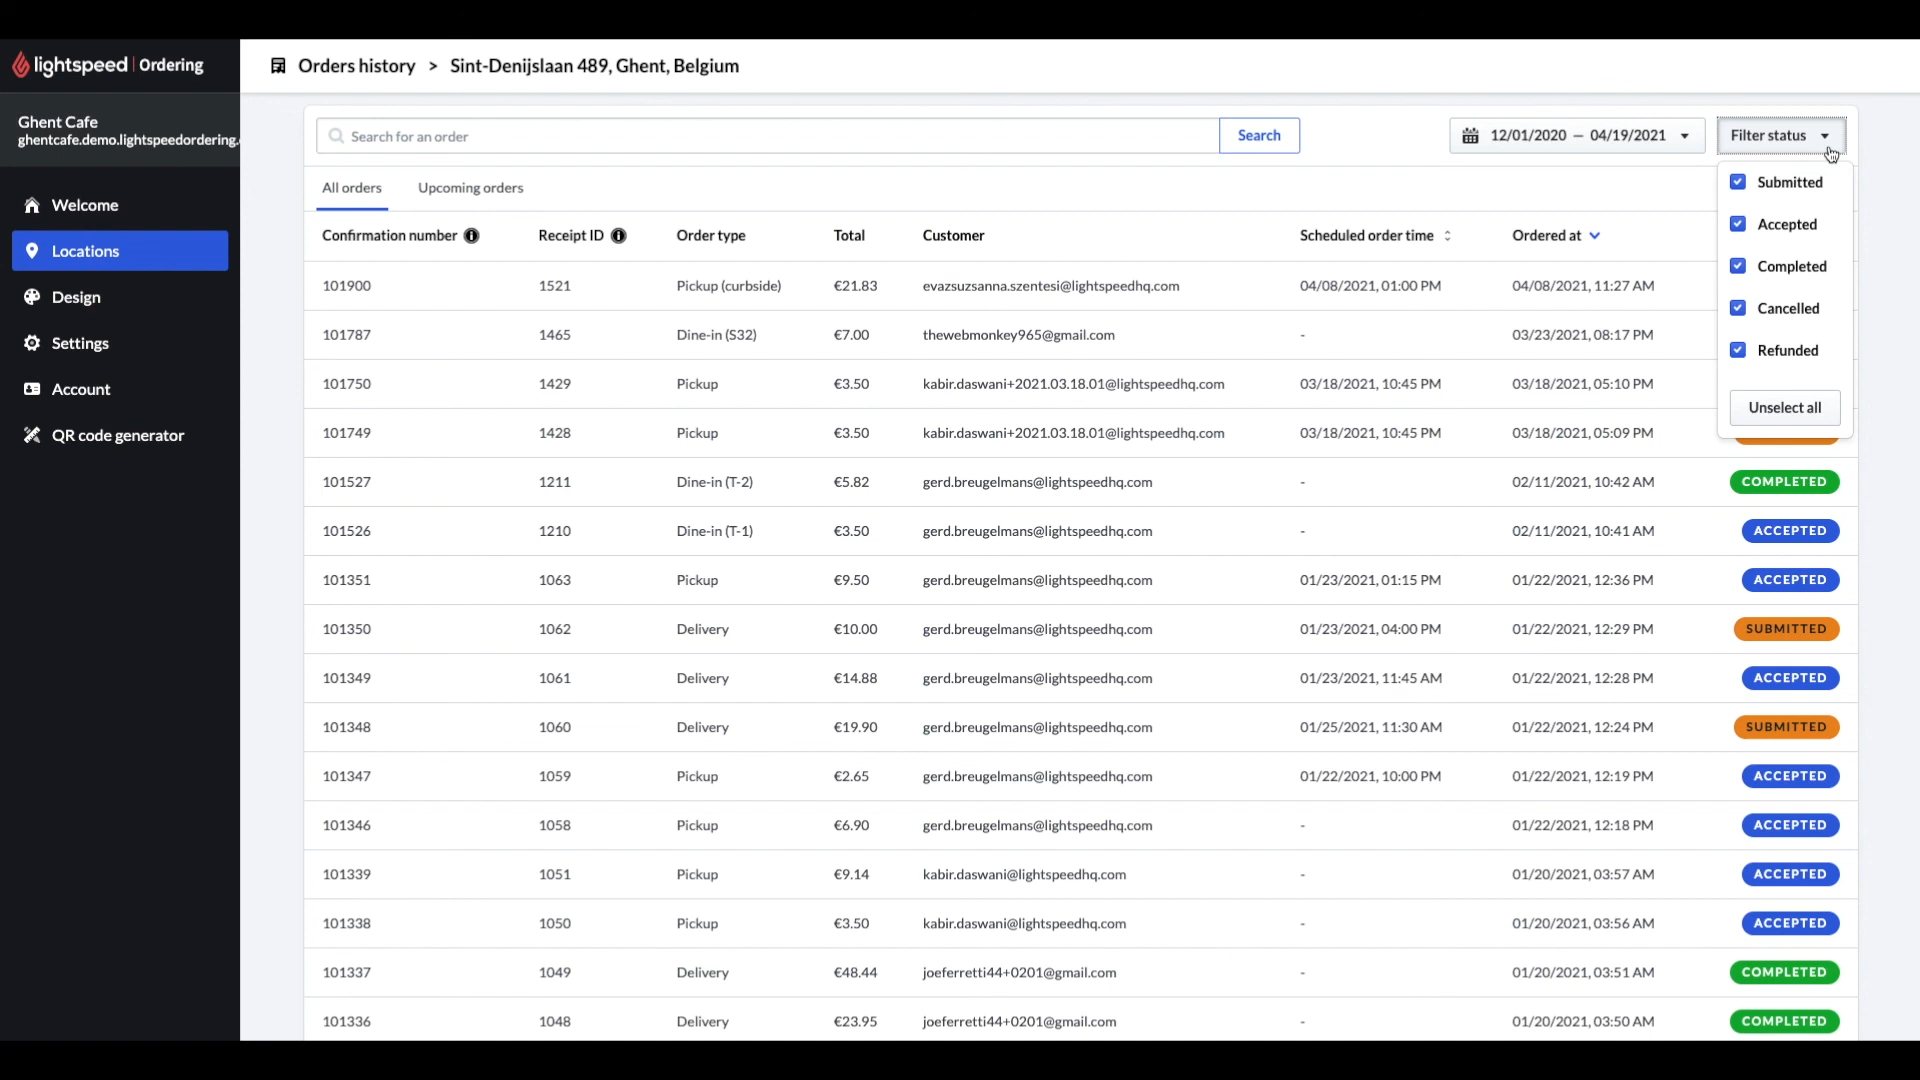 lightspeed | Ordering
Orders history > Sint-Denijslaan 489, Ghent, Belgium
Ghent Cafe
ghentcafe.demo.lightspeedordering.
Welcome
Locations
Design
Settings
Account
QR code generator
Search for an order
Search
12/01/2020 — 04/19/2021
Filter status
Submitted
Accepted
Completed
Cancelled
Refunded
Unselect all
All orders Upcoming orders
Confirmation number Receipt ID Order type Total Customer Scheduled order time Ordered at
101900 1521 Pickup (curbside) €21.83 evazsuzsanna.szentesi@lightspeedhq.com 04/08/2021, 01:00 PM 04/08/2021, 11:27 AM
101787 1465 Dine-in (S32) €7.00 thewebmonkey965@gmail.com - 03/23/2021, 08:17 PM
101750 1429 Pickup €3.50 kabir.daswani+2021.03.18.01@lightspeedhq.com 03/18/2021, 10:45 PM 03/18/2021, 05:10 PM
101749 1428 Pickup €3.50 kabir.daswani+2021.03.18.01@lightspeedhq.com 03/18/2021, 10:45 PM 03/18/2021, 05:09 PM
101527 1211 Dine-in (T-2) €5.82 gerd.breugelmans@lightspeedhq.com - 02/11/2021, 10:42 AM COMPLETED
101526 1210 Dine-in (T-1) €3.50 gerd.breugelmans@lightspeedhq.com - 02/11/2021, 10:41 AM ACCEPTED
101351 1063 Pickup €9.50 gerd.breugelmans@lightspeedhq.com 01/23/2021, 01:15 PM 01/22/2021, 12:36 PM ACCEPTED
101350 1062 Delivery €10.00 gerd.breugelmans@lightspeedhq.com 01/23/2021, 04:00 PM 01/22/2021, 12:29 PM SUBMITTED
101349 1061 Delivery €14.88 gerd.breugelmans@lightspeedhq.com 01/23/2021, 11:45 AM 01/22/2021, 12:28 PM ACCEPTED
101348 1060 Delivery €19.90 gerd.breugelmans@lightspeedhq.com 01/25/2021, 11:30 AM 01/22/2021, 12:24 PM SUBMITTED
101347 1059 Pickup €2.65 gerd.breugelmans@lightspeedhq.com 01/22/2021, 10:00 PM 01/22/2021, 12:19 PM ACCEPTED
101346 1058 Pickup €6.90 gerd.breugelmans@lightspeedhq.com - 01/22/2021, 12:18 PM ACCEPTED
101339 1051 Pickup €9.14 kabir.daswani@lightspeedhq.com - 01/20/2021, 03:57 AM ACCEPTED
101338 1050 Pickup €3.50 kabir.daswani@lightspeedhq.com - 01/20/2021, 03:56 AM ACCEPTED
101337 1049 Delivery €48.44 joeferretti44+0201@gmail.com - 01/20/2021, 03:51 AM COMPLETED
101336 1048 Delivery €23.95 joeferretti44+0201@gmail.com - 01/20/2021, 03:50 AM COMPLETED